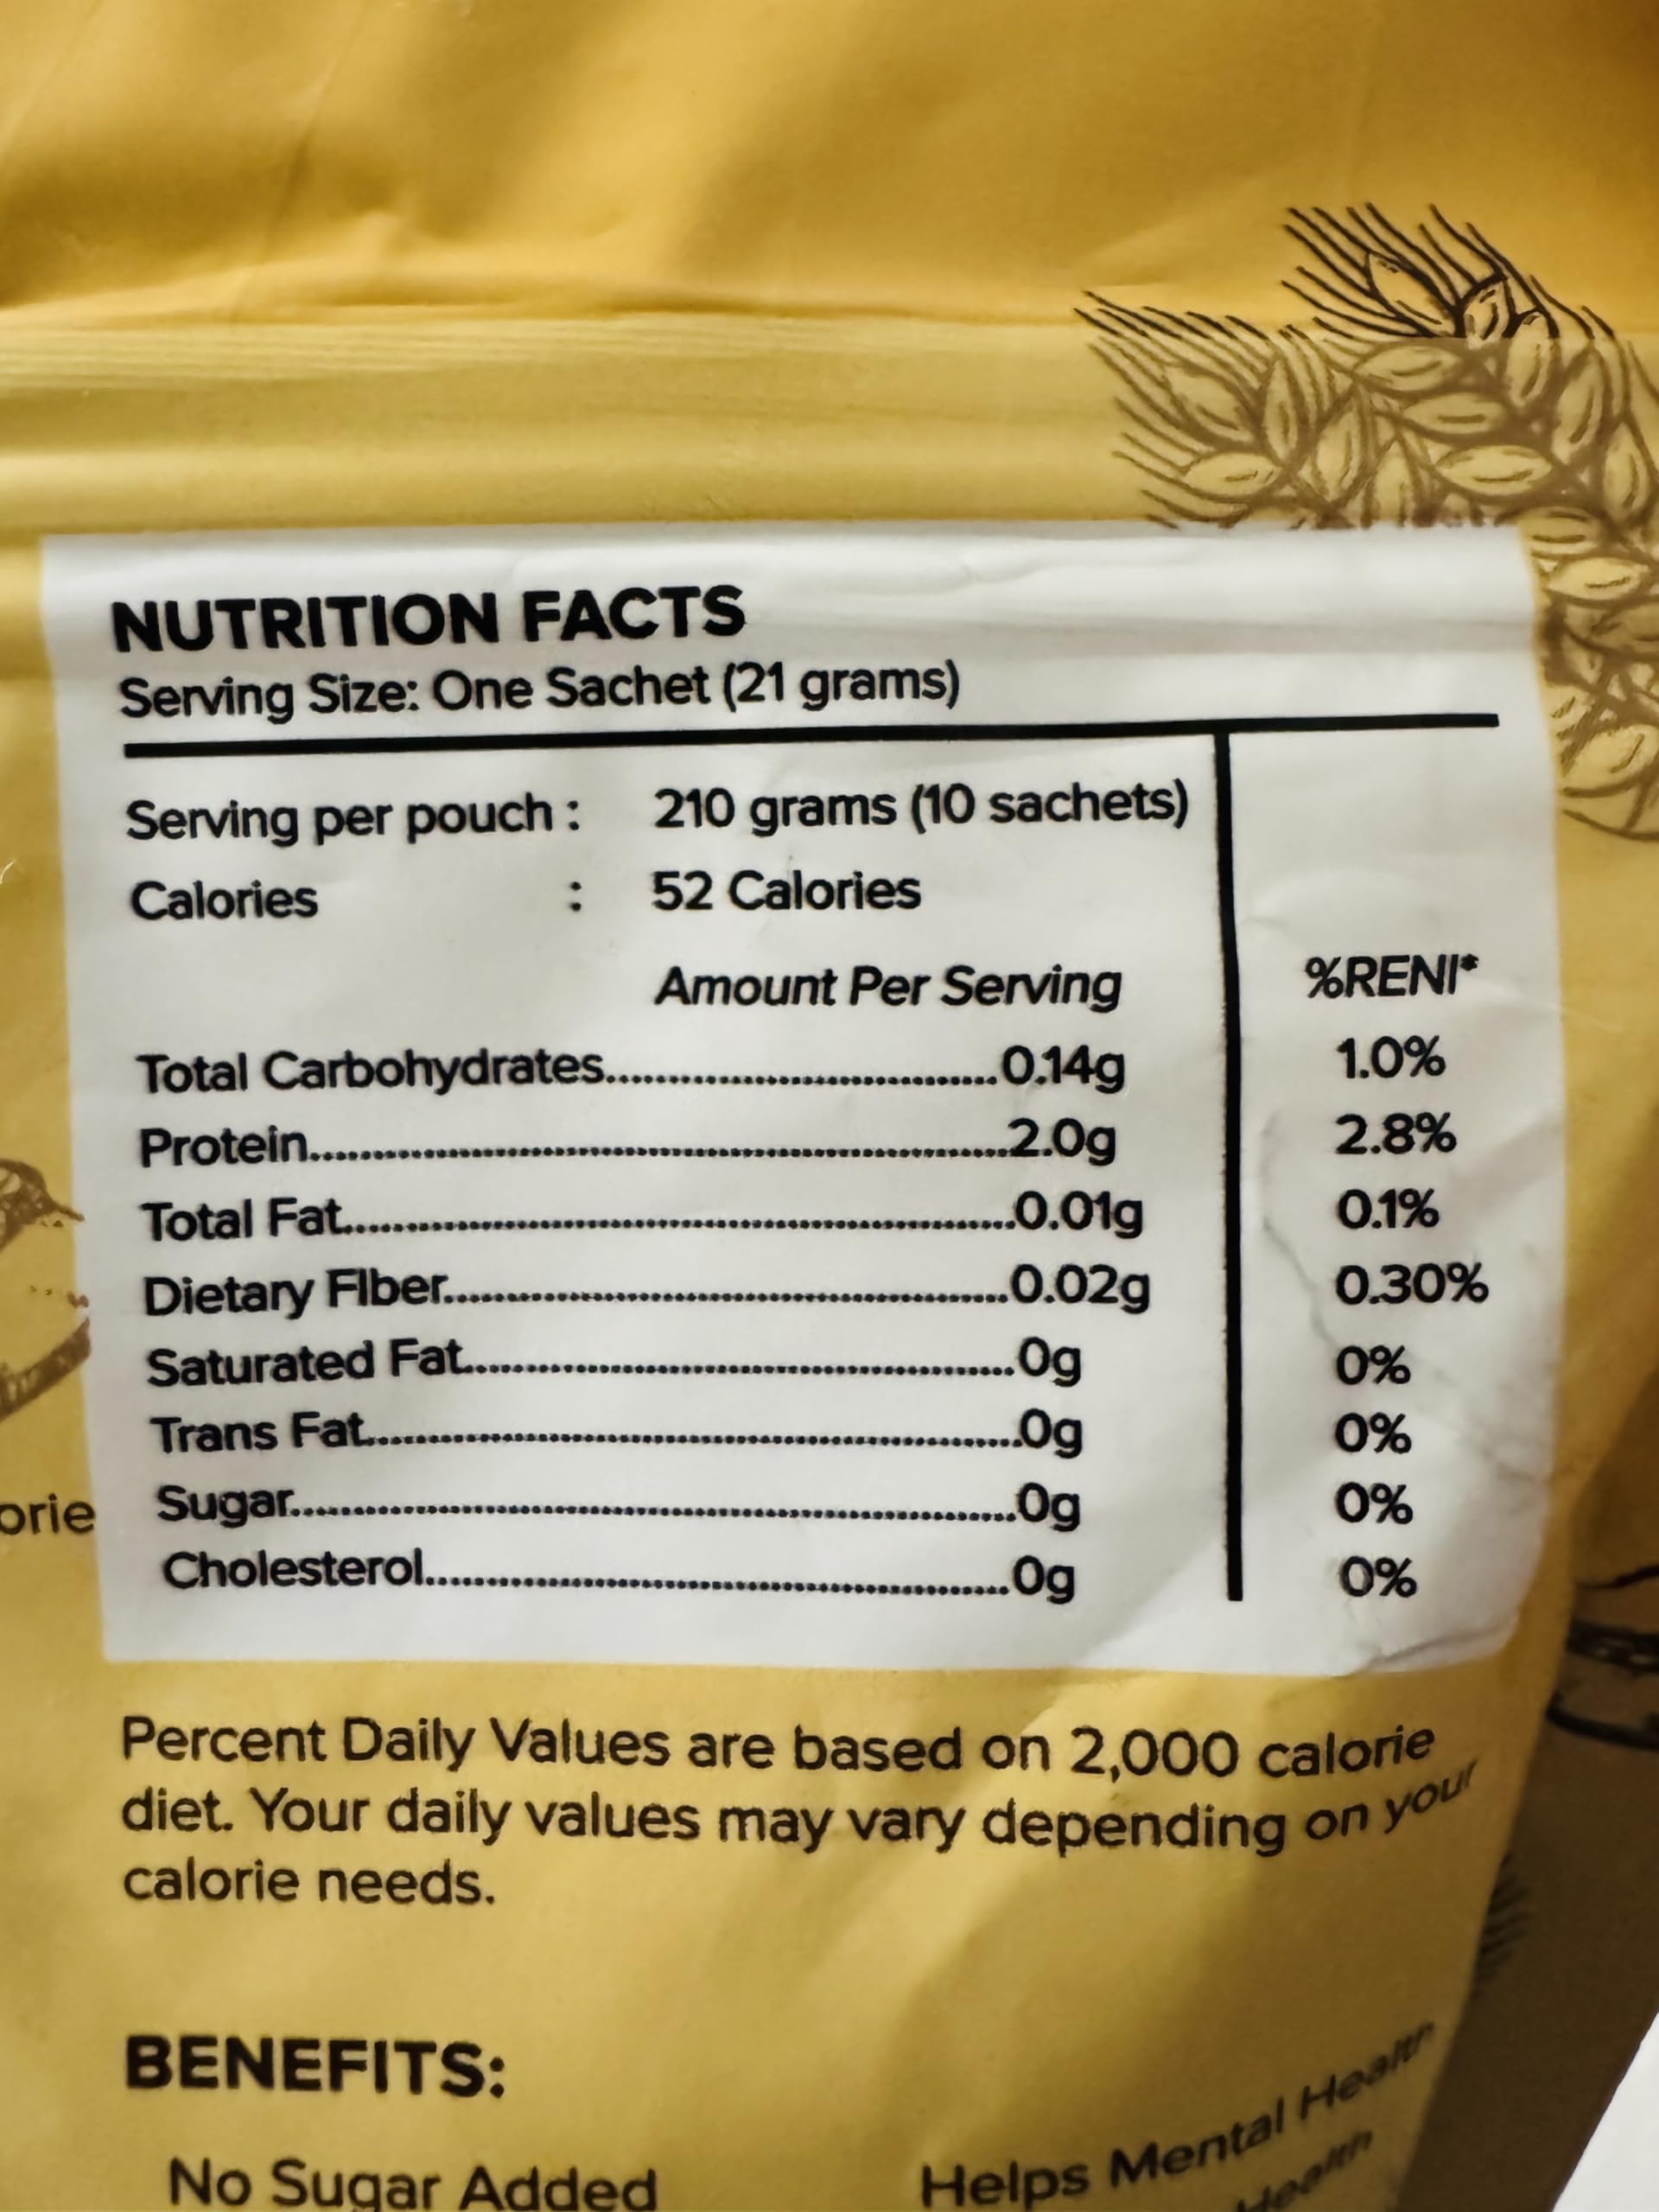 NUTRITION FACTS
Serving Size: One Sachet (21 grams)
Serving per pouch : 210 grams (10 sachets)
Calories : 52 Calories
Amount Per Serving %RENI*
Total Carbohydrates..............................0.14g 1.0%
Protein..............................2.0g 2.8%
Total Fat..............................0.01g 0.1%
Dietary FIber..............................0.02g 0.30%
Saturated Fat..............................0g 0%
Trans Fat..............................0g 0%
orie
Sugar..............................0g 0%
Cholesterol..............................0g 0%
Percent Daily Values are based on 2,000 calorie
diet. Your daily values may vary depending on your
calorie needs.
BENEFITS:
No Sugar Added Helps Mental Health
Health